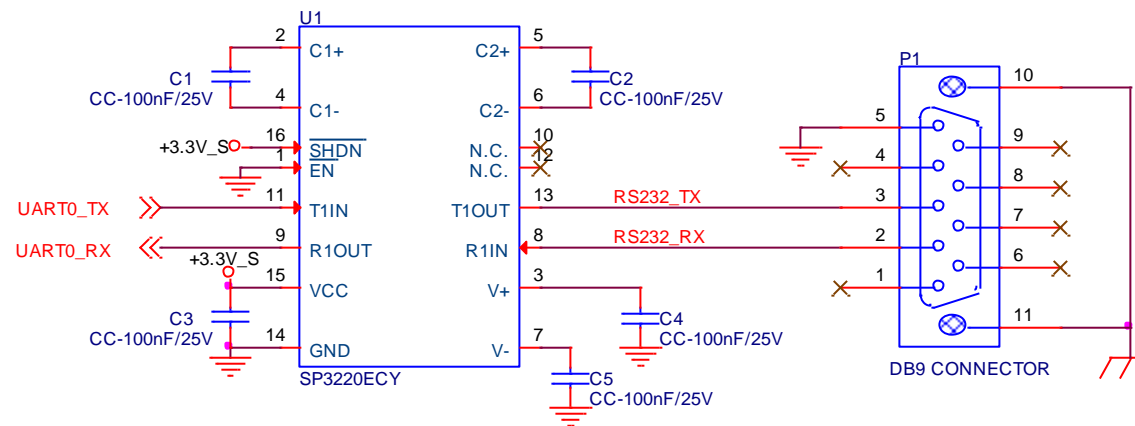 U1
2
C1+
C1
CC-100nF/25V
4
C1-
+3.3V_S
16
SHDN
1
EN
UART0_TX
11
T1IN
UART0_RX
9
R1OUT
+3.3V_S
15
VCC
C3
CC-100nF/25V
14
GND
SP3220ECY
5
C2+
C2
CC-100nF/25V
6
C2-
10
N.C.
12
N.C.
13
T1OUT
RS232_TX
8
R1IN
RS232_RX
3
V+
C4
CC-100nF/25V
7
V-
C5
CC-100nF/25V
P1
10
5
9
4
8
3
7
2
6
1
11
DB9 CONNECTOR